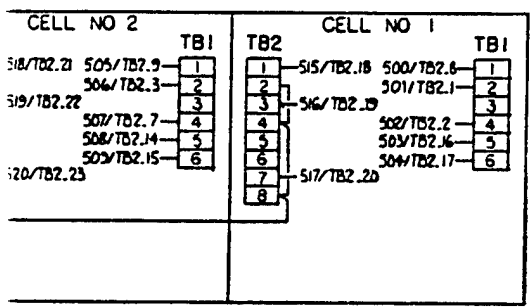 CELL NO 2
CELL NO 1
TB1
TB2
TB1
518/TB2.21 505/TB2.9 1
506/TB2.3 2
519/TB2.22 3
507/TB2.7 4
508/TB2.14 5
509/TB2.15 6
520/TB2.23
1 515/TB2.18
2
3 516/TB2.19
4
5
6
7 517/TB2.20
8
500/TB2.8 1
501/TB2.1 2
3
502/TB2.2 4
503/TB2.16 5
504/TB2.17 6